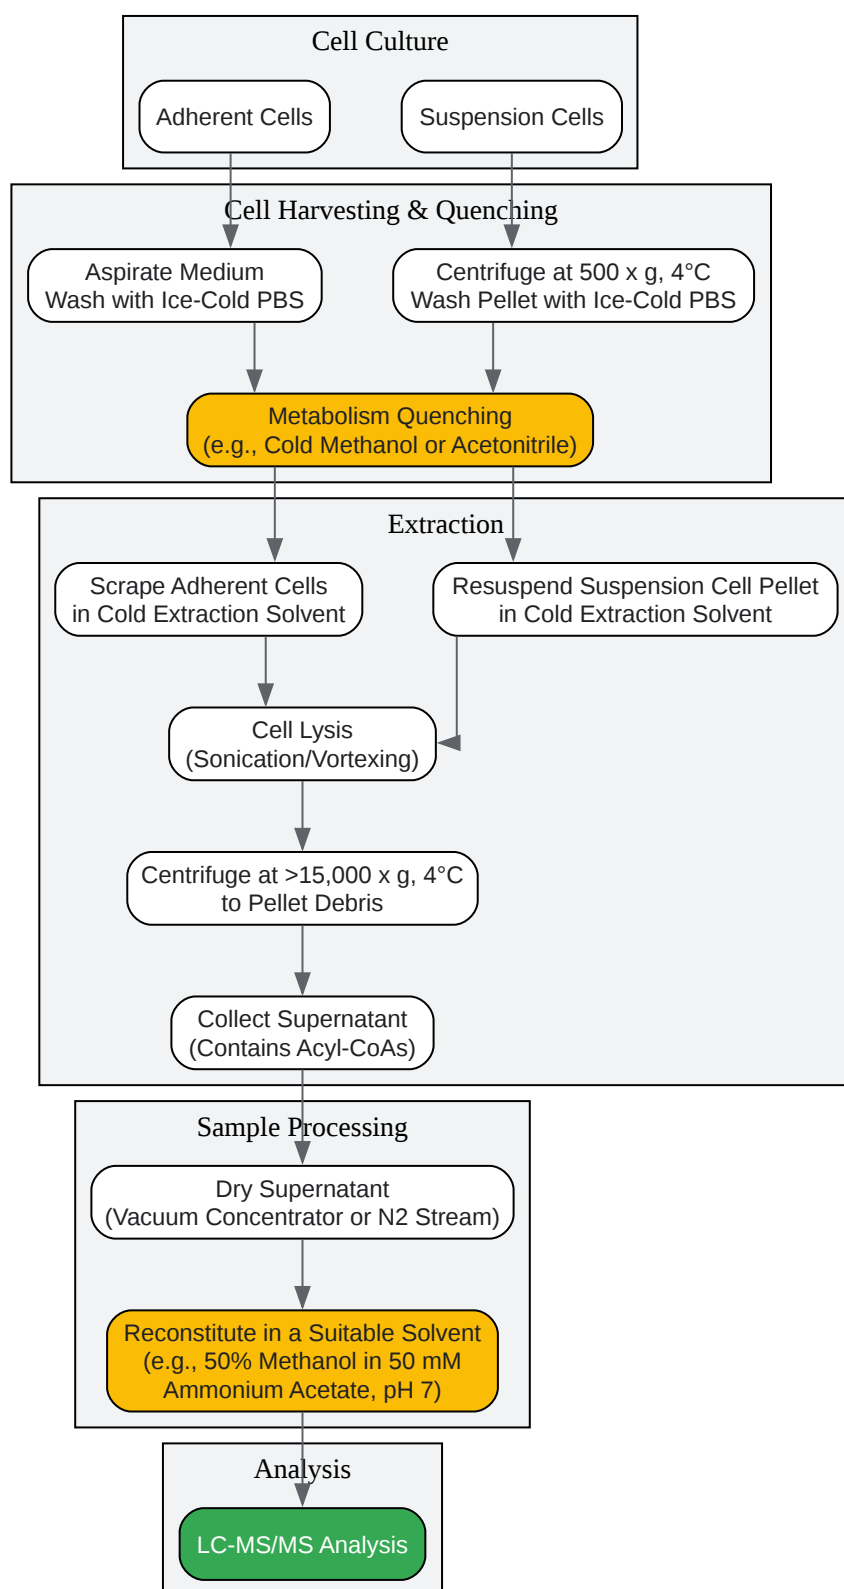 Cell Culture
Adherent Cells
Suspension Cells
Cell Harvesting & Quenching
Aspirate Medium
Wash with Ice-Cold PBS
Centrifuge at 500 x g, 4°C
Wash Pellet with Ice-Cold PBS
Metabolism Quenching
(e.g., Cold Methanol or Acetonitrile)
Extraction
Scrape Adherent Cells
in Cold Extraction Solvent
Resuspend Suspension Cell Pellet
in Cold Extraction Solvent
Cell Lysis
(Sonication/Vortexing)
Centrifuge at >15,000 x g, 4°C
to Pellet Debris
Collect Supernatant
(Contains Acyl-CoAs)
Sample Processing
Dry Supernatant
(Vacuum Concentrator or N2 Stream)
Reconstitute in a Suitable Solvent
(e.g., 50% Methanol in 50 mM
Ammonium Acetate, pH 7)
Analysis
LC-MS/MS Analysis